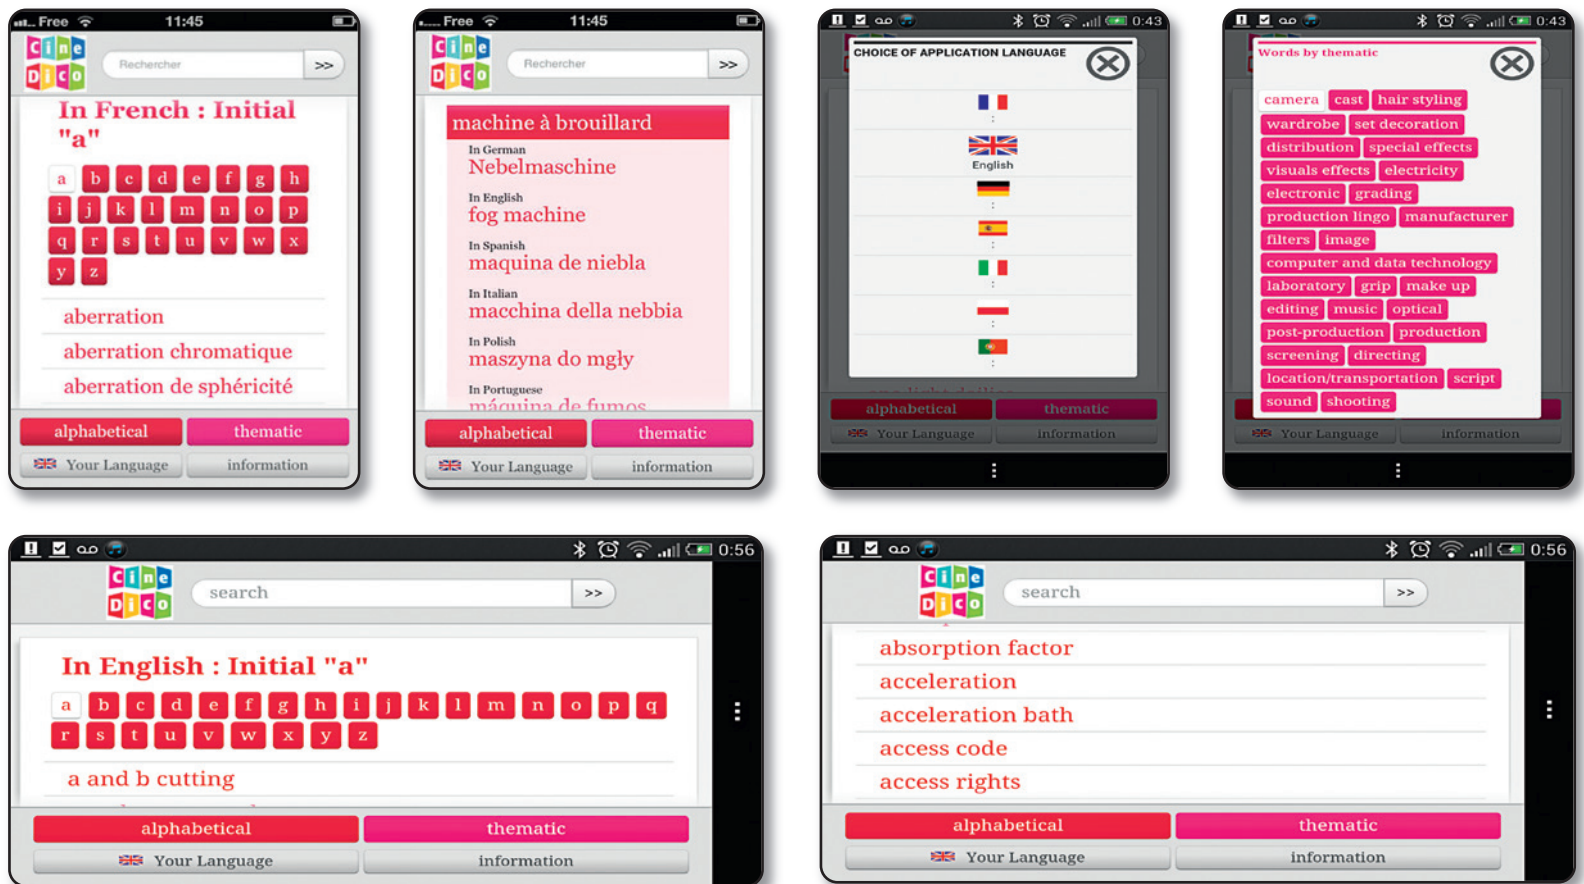 Free 11:45
Cine
Dico
Rechercher >>
In French : Initial
"a"
a b c d e f g h
i j k l m n o p
q r s t u v w x
y z
aberration
aberration chromatique
aberration de sphéricité
alphabetical thematic
Your Language information
Free 11:45
Cine
Dico
Rechercher >>
machine à brouillard
In German
Nebelmaschine
In English
fog machine
In Spanish
maquina de niebla
In Italian
macchina della nebbia
In Polish
maszyna do mgły
In Portuguese
máquina de fumos
alphabetical thematic
Your Language information
0:43
CHOICE OF APPLICATION LANGUAGE
:
English
:
:
:
:
:
alphabetical thematic
Your Language information
0:43
Words by thematic
camera cast hair styling
wardrobe set decoration
distribution special effects
visuals effects electricity
electronic grading
production lingo manufacturer
filters image
computer and data technology
laboratory grip make up
editing music optical
post-production production
screening directing
location/transportation script
sound shooting
Your Language information
0:56
Cine
Dico
search >>
In English : Initial "a"
a b c d e f g h i j k l m n o p q
r s t u v w x y z
a and b cutting
alphabetical thematic
Your Language information
0:56
Cine
Dico
search >>
absorption factor
acceleration
acceleration bath
access code
access rights
alphabetical thematic
Your Language information